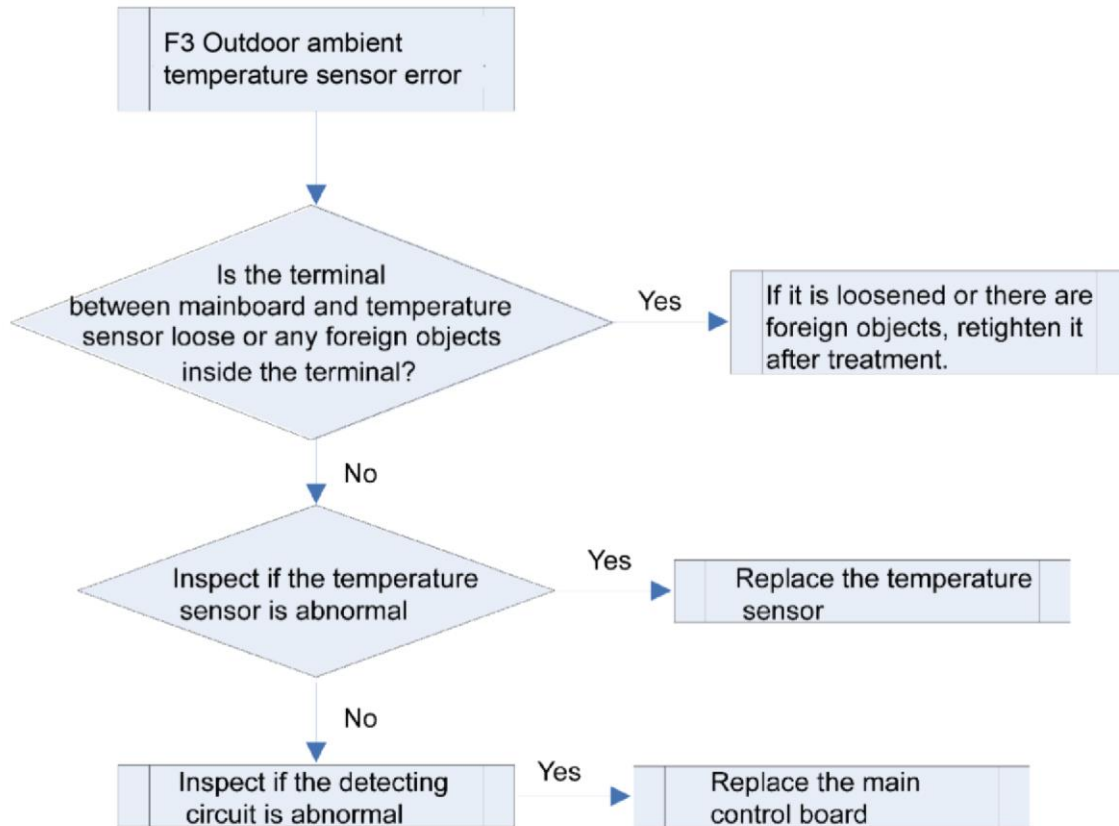 F3 Outdoor ambient
temperature sensor error
Is the terminal
between mainboard and temperature
sensor loose or any foreign objects
inside the terminal?
Yes
If it is loosened or there are
foreign objects, retighten it
after treatment.
No
Inspect if the temperature
sensor is abnormal
Yes
Replace the temperature
sensor
No
Inspect if the detecting
circuit is abnormal
Yes
Replace the main
control board